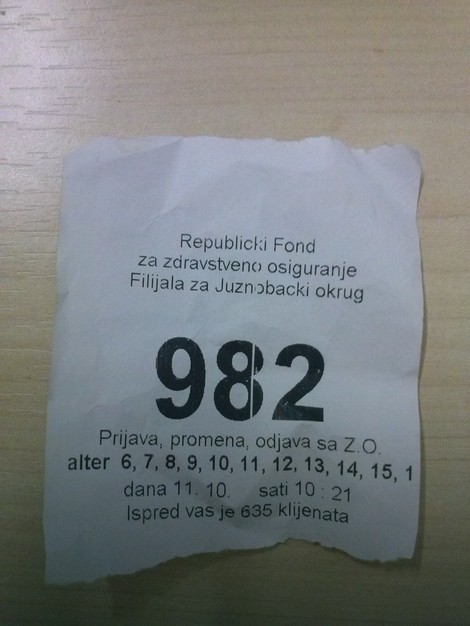 Republicki Fond
za zdravstveno osiguranje
Filijala za Juznobacki okrug
982
Prijava, promena, odjava sa Z.O.
alter 6, 7, 8, 9, 10, 11, 12, 13, 14, 15, 1
dana 11. 10. sati 10 : 21
Ispred vas je 635 klijenata